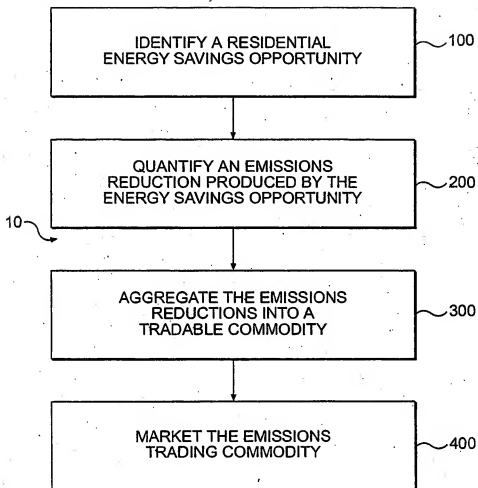 IDENTIFY A RESIDENTIAL
ENERGY SAVINGS OPPORTUNITY
100
QUANTIFY AN EMISSIONS
REDUCTION PRODUCED BY THE
ENERGY SAVINGS OPPORTUNITY
200
10
AGGREGATE THE EMISSIONS
REDUCTIONS INTO A
TRADABLE COMMODITY
300
MARKET THE EMISSIONS
TRADING COMMODITY
400